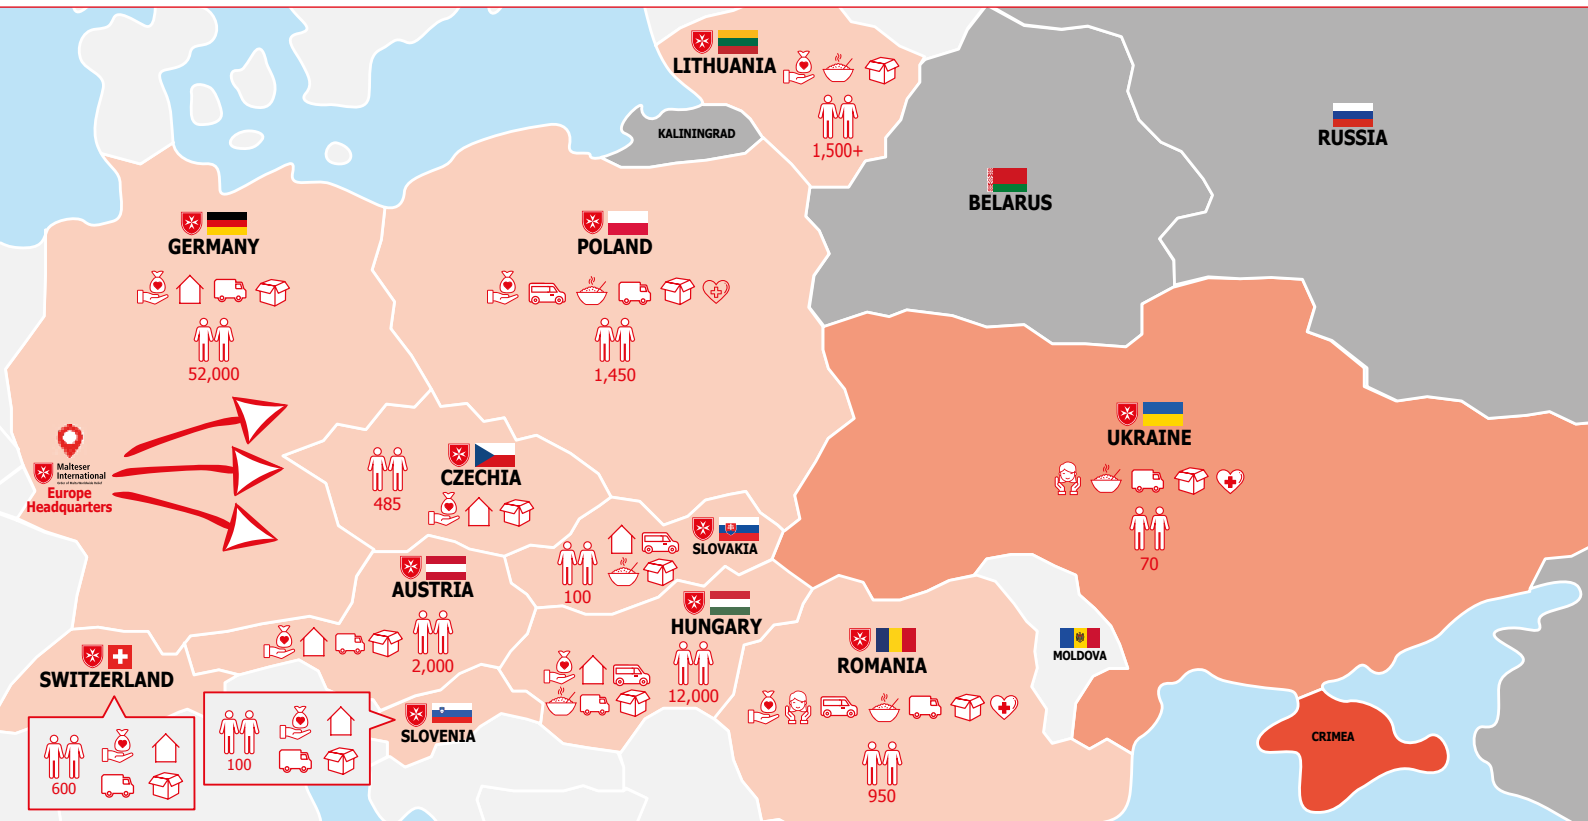 LITHUANIA
1,500+
KALININGRAD
RUSSIA
BELARUS
GERMANY
52,000
POLAND
1,450
Malteser
International
Europe
Headquarters
CZECHIA
485
UKRAINE
70
SLOVAKIA
100
AUSTRIA
2,000
HUNGARY
12,000
SWITZERLAND
600
SLOVENIA
100
ROMANIA
950
MOLDOVA
CRIMEA